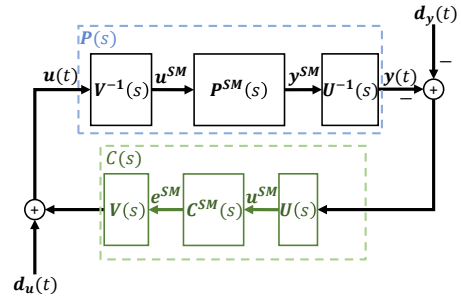 d_y(t)
P(s)
u(t) V⁻¹(s) u^SM P^SM(s) y^SM U⁻¹(s) y(t) − − +
C(s)
V(s) e^SM C^SM(s) u^SM U(s)
+
d_u(t)